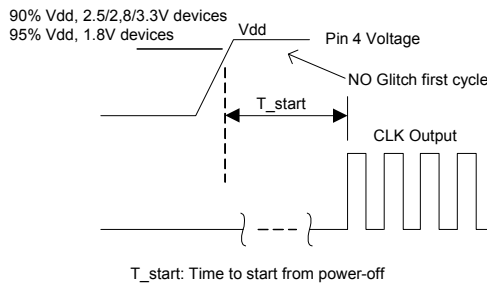 90% Vdd, 2.5/2,8/3.3V devices
95% Vdd, 1.8V devices
Vdd
Pin 4 Voltage
NO Glitch first cycle
T_start
CLK Output
T_start: Time to start from power-off